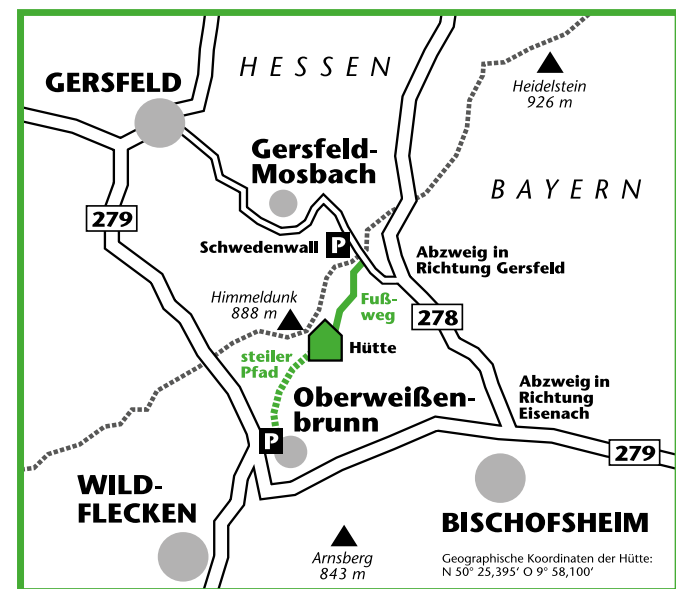 HESSEN
GERSFELD
Heidelstein
926 m
Gersfeld-
Mosbach
BAYERN
279
Schwedenwall P
Abzweig in
Richtung Gersfeld
Himmeldunk
888 m
Fuß-
weg
278
Hütte
steiler
Pfad
Oberweißen-
brunn
Abzweig in
Richtung
Eisenach
P
279
WILD-
FLECKEN
BISCHOFSHEIM
Arnsberg
843 m
Geographische Koordinaten der Hütte:
N 50° 25,395‘ O 9° 58,100‘